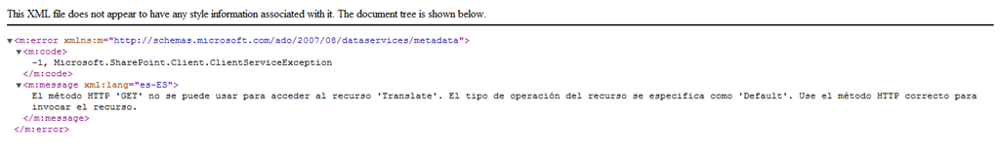 This XML file does not appear to have any style information associated with it. The document tree is shown below.
▼<m:error xmlns:m="http://schemas.microsoft.com/ado/2007/08/dataservices/metadata">
▼<m:code>
-1, Microsoft.SharePoint.Client.ClientServiceException
</m:code>
▼<m:message xml:lang="es-ES">
El método HTTP 'GET' no se puede usar para acceder al recurso 'Translate'. El tipo de operación del recurso se especifica como 'Default'. Use el método HTTP correcto para
invocar el recurso.
</m:message>
</m:error>